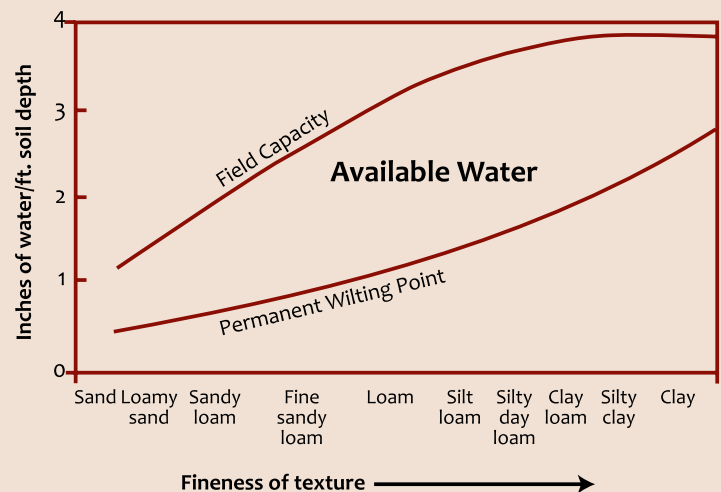 Inches of water/ft. soil depth
4
3
2
1
0
Field Capacity
Available Water
Permanent Wilting Point
Sand
Loamy
sand
Sandy
loam
Fine
sandy
loam
Loam
Silt
loam
Silty
day
loam
Clay
loam
Silty
clay
Clay
Fineness of texture